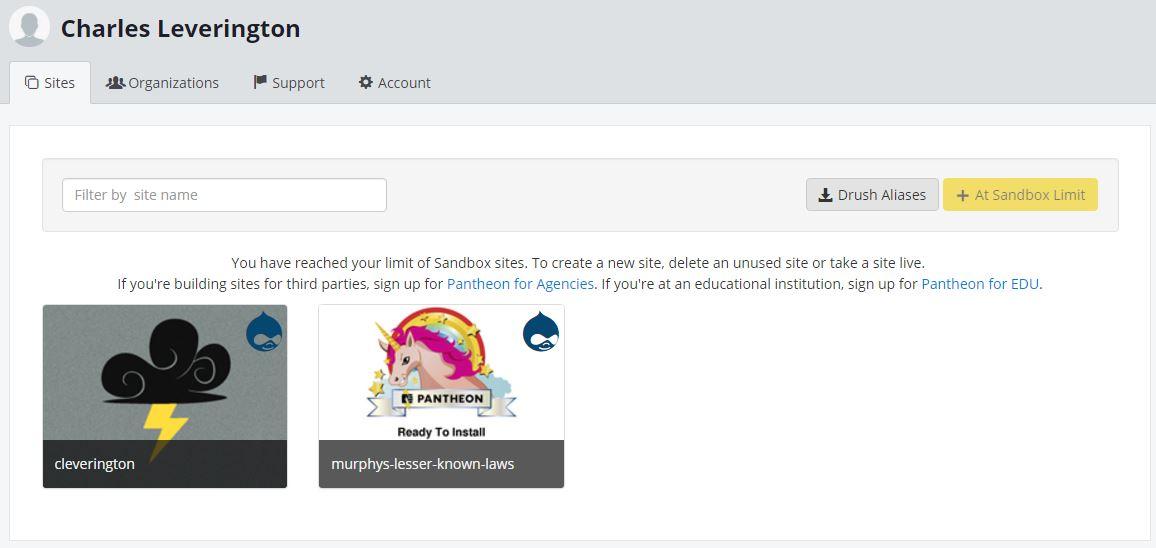 Charles Leverington
Sites Organizations Support Account
Filter by site name
Drush Aliases
At Sandbox Limit
You have reached your limit of Sandbox sites. To create a new site, delete an unused site or take a site live.
If you're building sites for third parties, sign up for Pantheon for Agencies. If you're at an educational institution, sign up for Pantheon for EDU.
PANTHEON
Ready To Install
cleverington
murphys-lesser-known-laws